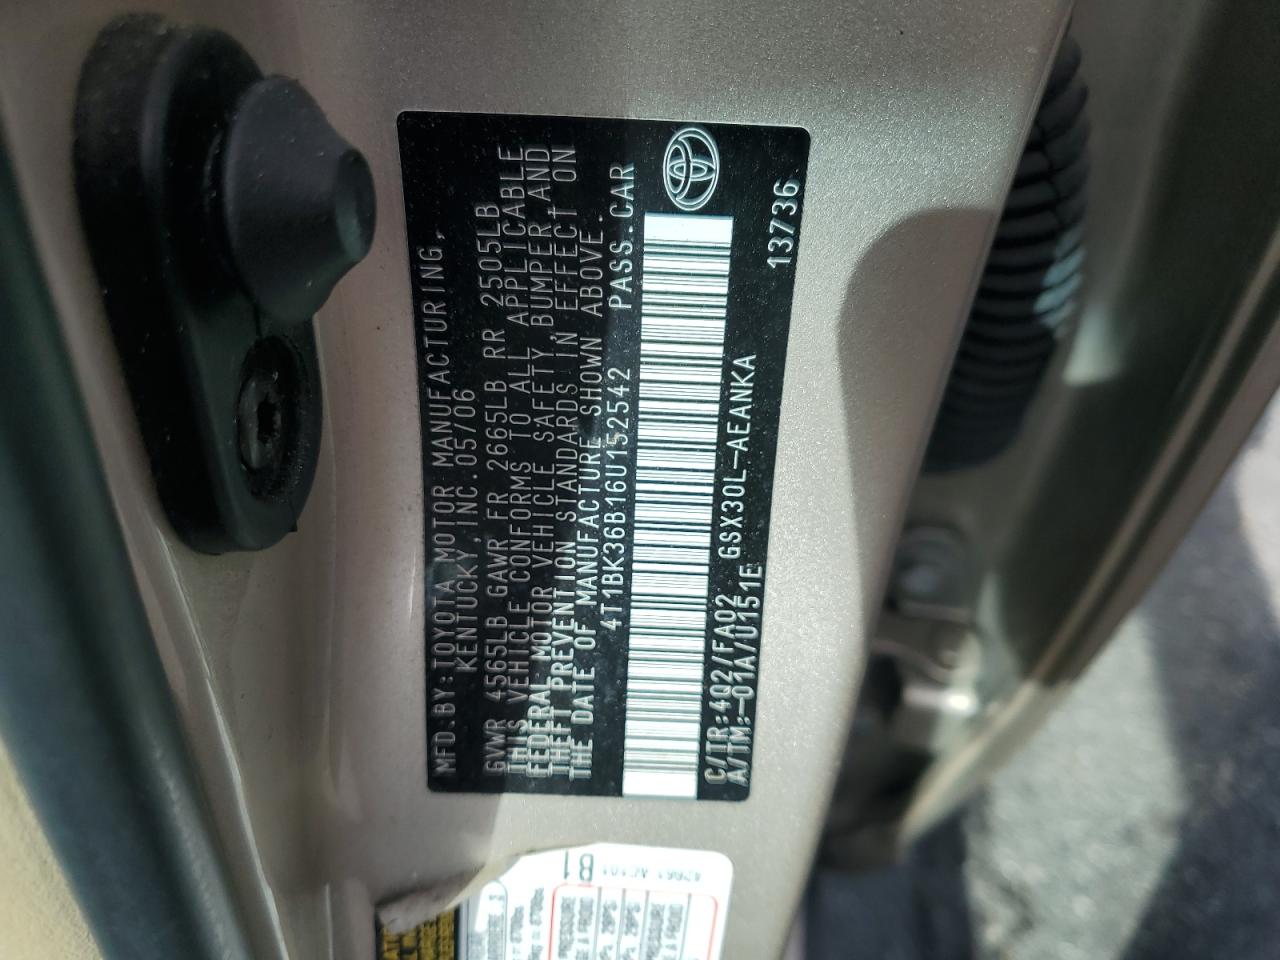 MFD.BY:TOYOTA MOTOR MANUFACTURING,
KENTUCKY INC. 05/06
GVWR 4565LB GAWR FR 2665LB RR 2505LB
THIS VEHICLE CONFORMS TO ALL APPLICABLE
FEDERAL MOTOR VEHICLE SAFETY, BUMPER AND
THEFT PREVENTION STANDARDS IN EFFECT ON
THE DATE OF MANUFACTURE SHOWN ABOVE.
4T1BK36B16U152542 PASS.CAR
C/TR:4Q2/FA02 GSX30L-AEANKA
A/TM:-01A/U151E
13736
B1